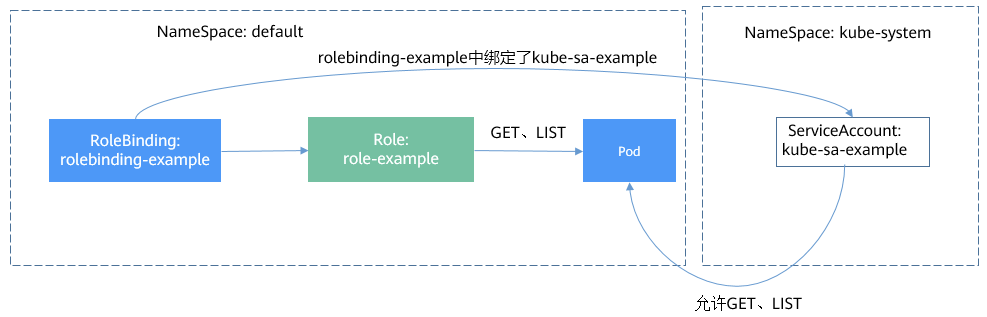 NameSpace: default
NameSpace: kube-system
rolebinding-example中绑定了kube-sa-example
RoleBinding:
rolebinding-example
Role:
role-example
GET、LIST
Pod
ServiceAccount:
kube-sa-example
允许GET、LIST